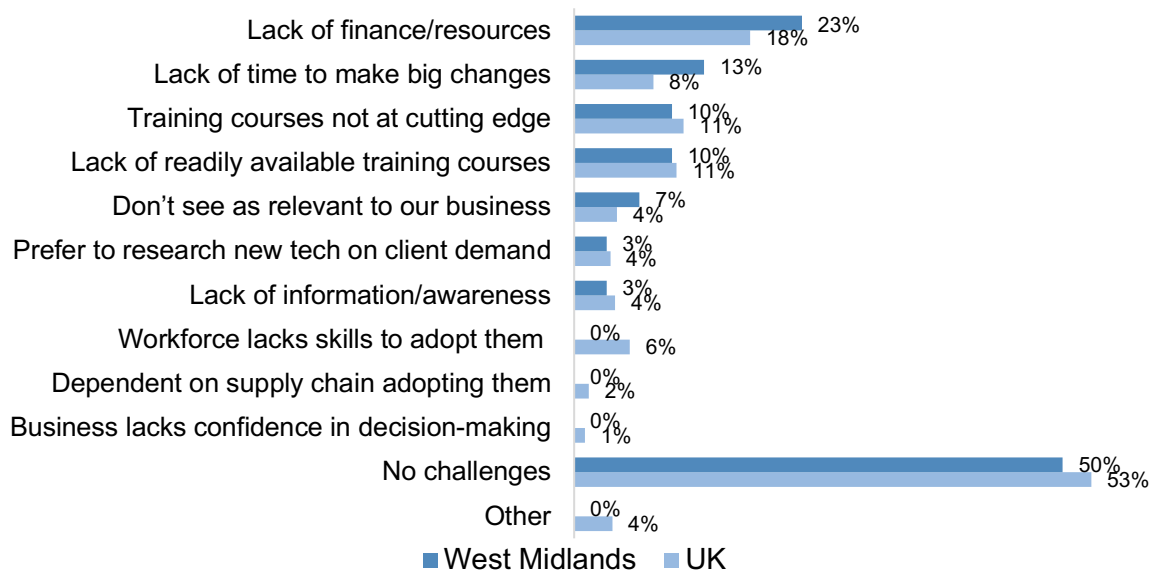 Lack of finance/resources 23%
18%
Lack of time to make big changes 13%
8%
Training courses not at cutting edge 10%
11%
Lack of readily available training courses 10%
11%
Don’t see as relevant to our business 7%
4%
Prefer to research new tech on client demand 3%
4%
Lack of information/awareness 3%
4%
Workforce lacks skills to adopt them 0%
6%
Dependent on supply chain adopting them 0%
2%
Business lacks confidence in decision-making 0%
1%
No challenges 50%
53%
Other 0%
4%
West Midlands UK